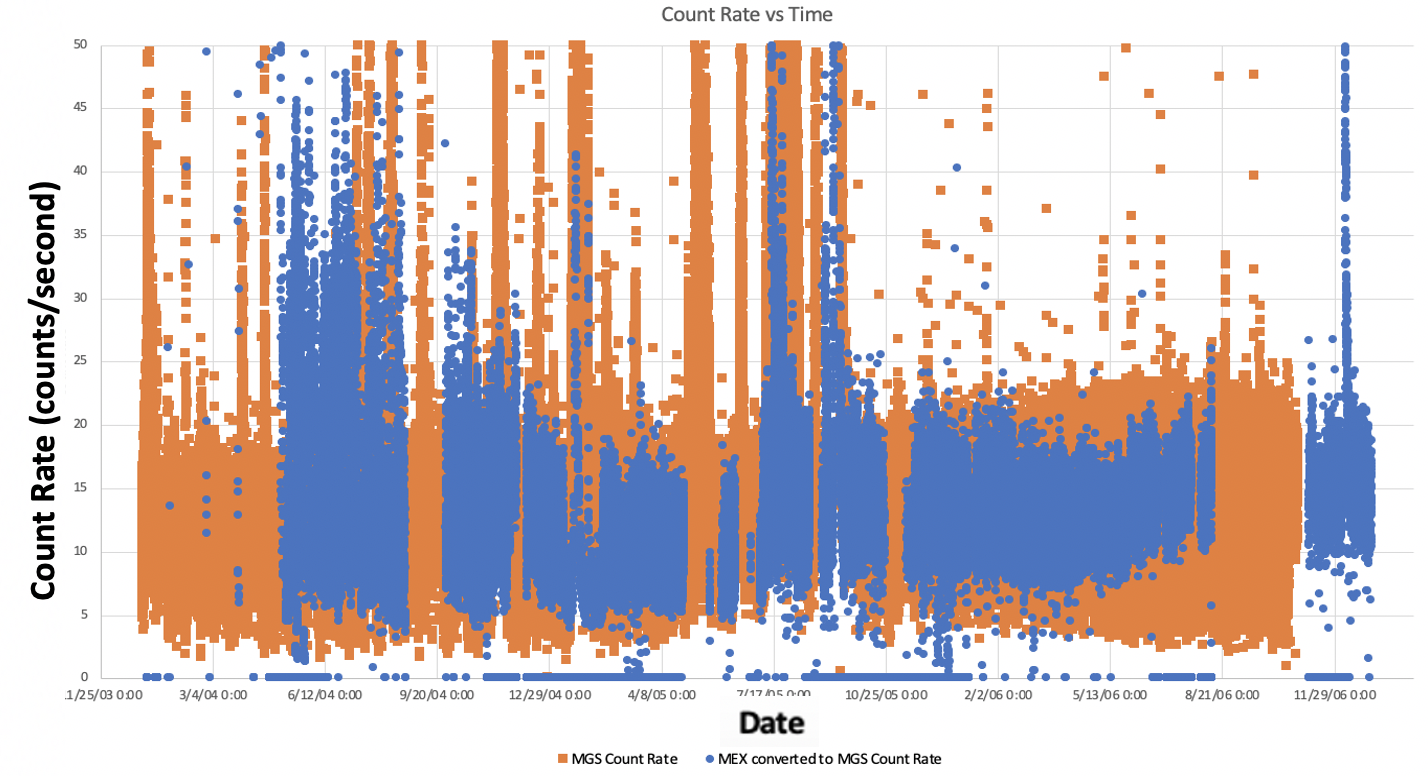 Count Rate vs Time
Count Rate (counts/second)
50
45
40
35
30
25
20
15
10
5
0
1/25/03 0:00 3/4/04 0:00 6/12/04 0:00 9/20/04 0:00 12/29/04 0:00 4/8/05 0:00 7/17/05 0:00 10/25/05 0:00 2/2/06 0:00 5/13/06 0:00 8/21/06 0:00 11/29/06 0:00
Date
MGS Count Rate MEX converted to MGS Count Rate